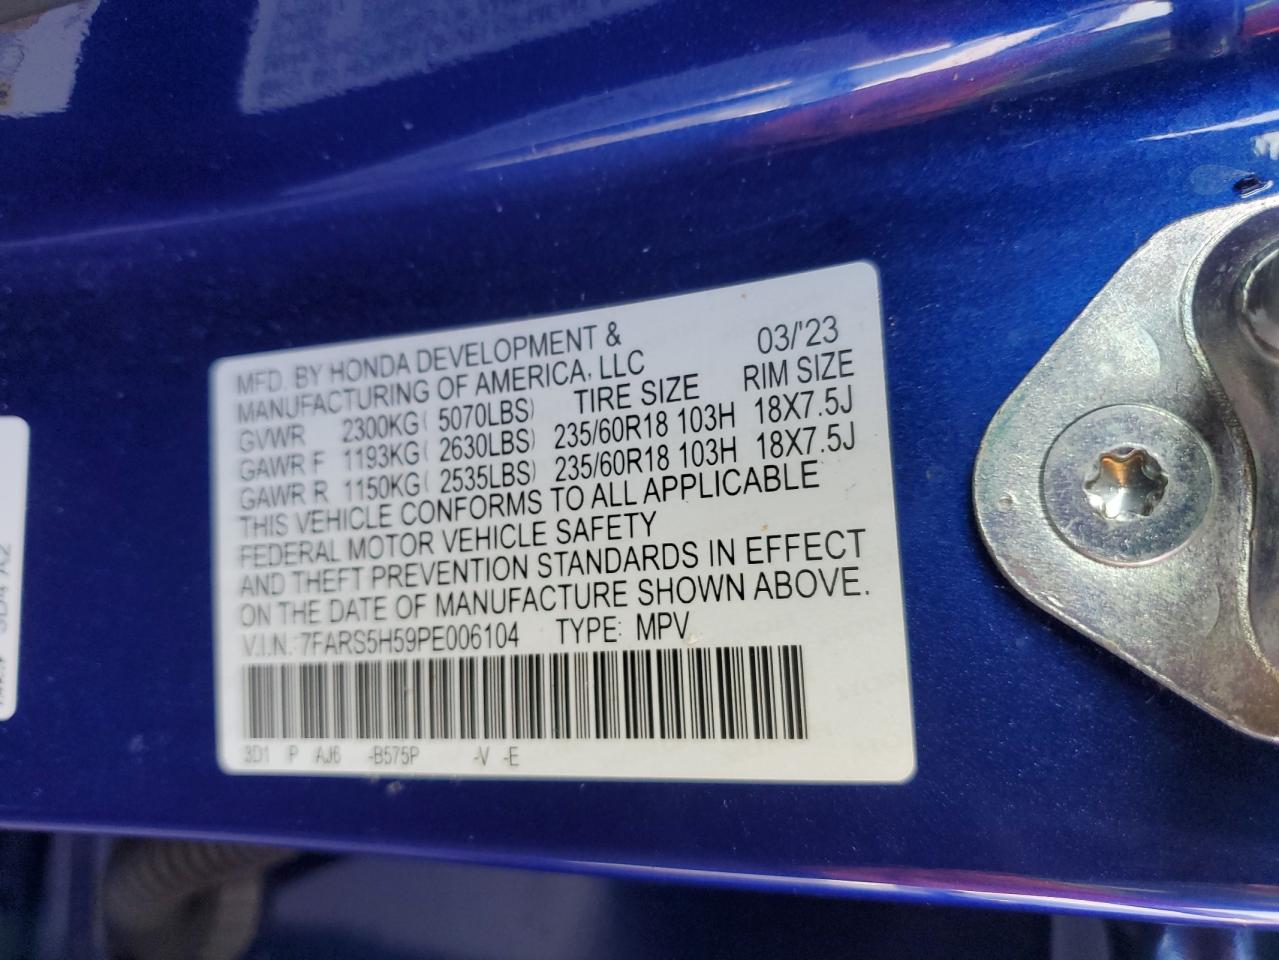 MFD. BY HONDA DEVELOPMENT & 03/'23
MANUFACTURING OF AMERICA, LLC
GVWR 2300KG( 5070LBS) TIRE SIZE RIM SIZE
GAWR F 1193KG( 2630LBS) 235/60R18 103H 18X7.5J
GAWR R 1150KG( 2535LBS) 235/60R18 103H 18X7.5J
THIS VEHICLE CONFORMS TO ALL APPLICABLE
FEDERAL MOTOR VEHICLE SAFETY
AND THEFT PREVENTION STANDARDS IN EFFECT
ON THE DATE OF MANUFACTURE SHOWN ABOVE.
V.I.N.: 7FARS5H59PE006104 TYPE: MPV
3D1 P AJ6 -B575P -V -E